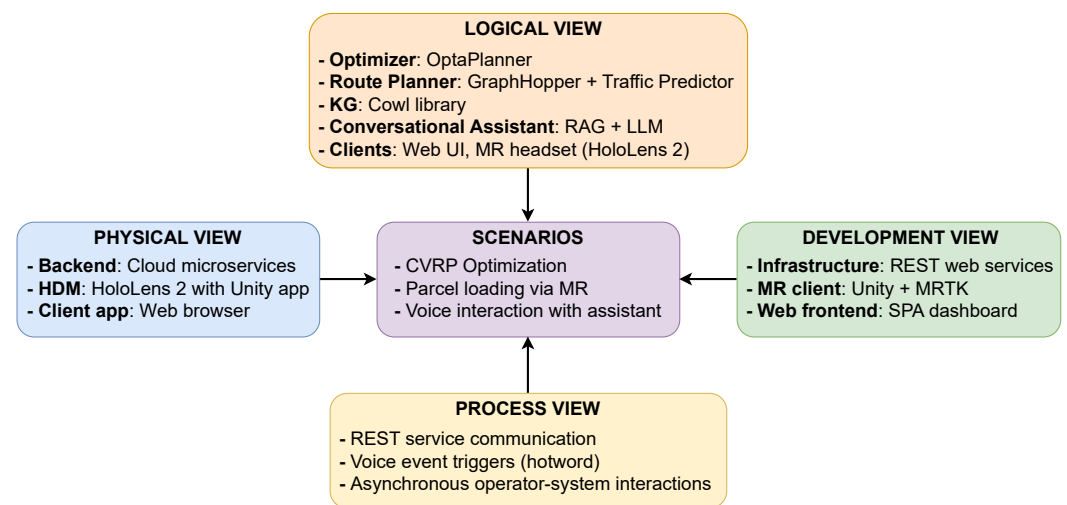 LOGICAL VIEW
- Optimizer: OptaPlanner
- Route Planner: GraphHopper + Traffic Predictor
- KG: Cowl library
- Conversational Assistant: RAG + LLM
- Clients: Web UI, MR headset (HoloLens 2)
PHYSICAL VIEW
- Backend: Cloud microservices
- HDM: HoloLens 2 with Unity app
- Client app: Web browser
SCENARIOS
- CVRP Optimization
- Parcel loading via MR
- Voice interaction with assistant
DEVELOPMENT VIEW
- Infrastructure: REST web services
- MR client: Unity + MRTK
- Web frontend: SPA dashboard
PROCESS VIEW
- REST service communication
- Voice event triggers (hotword)
- Asynchronous operator-system interactions